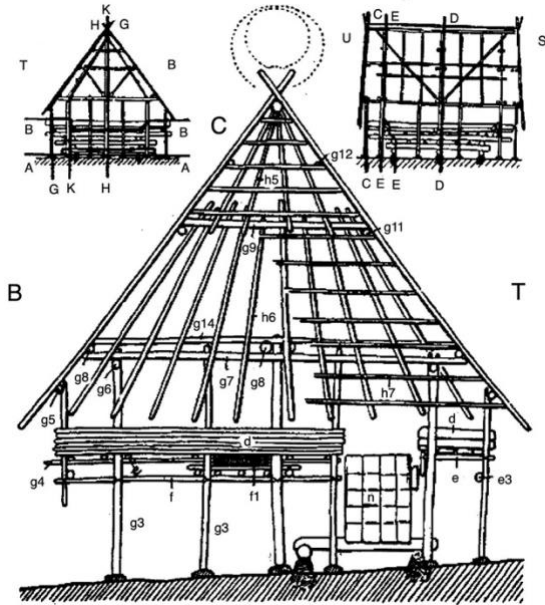 K
H G
T B
B B
A A
G K H
C E D
U S
C E E D
C
g12
h5
g11
g9
B T
g14 h6
g8 g6 g7 g8
h7
g5
d d
g4 e e e3
f f1 n
g3 g3